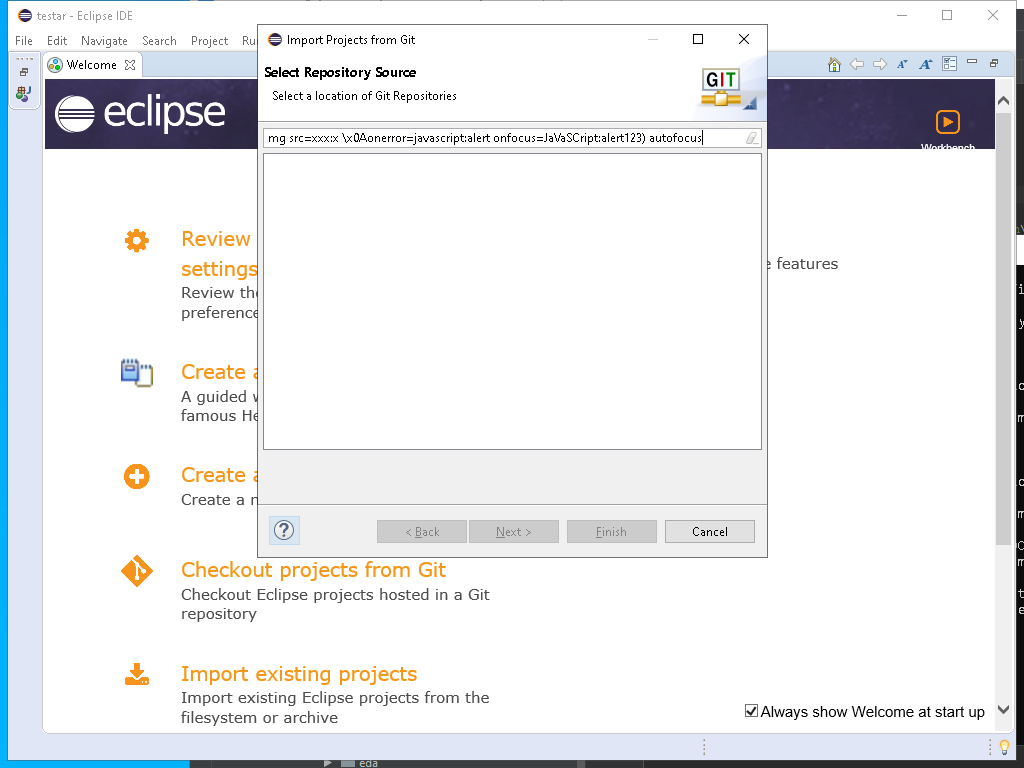 testar - Eclipse IDE
File Edit Navigate Search Project
Welcome
eclipse
Workbench
Review
settings
Review
Create
A guided
famous
Create
Create a
e features
Checkout projects from Git
Checkout Eclipse projects hosted in a Git
repository
Import existing projects
Import existing Eclipse projects from the
filesystem or archive
Always show Welcome at start up
Import Projects from Git
Select Repository Source
Select a location of Git Repositories
GIT
mg src=xxx:x \x0Aonerror=javascript:alert onfocus=JaVaSCript:alert123) autofocus
?
< Back Next > Finish Cancel
eda